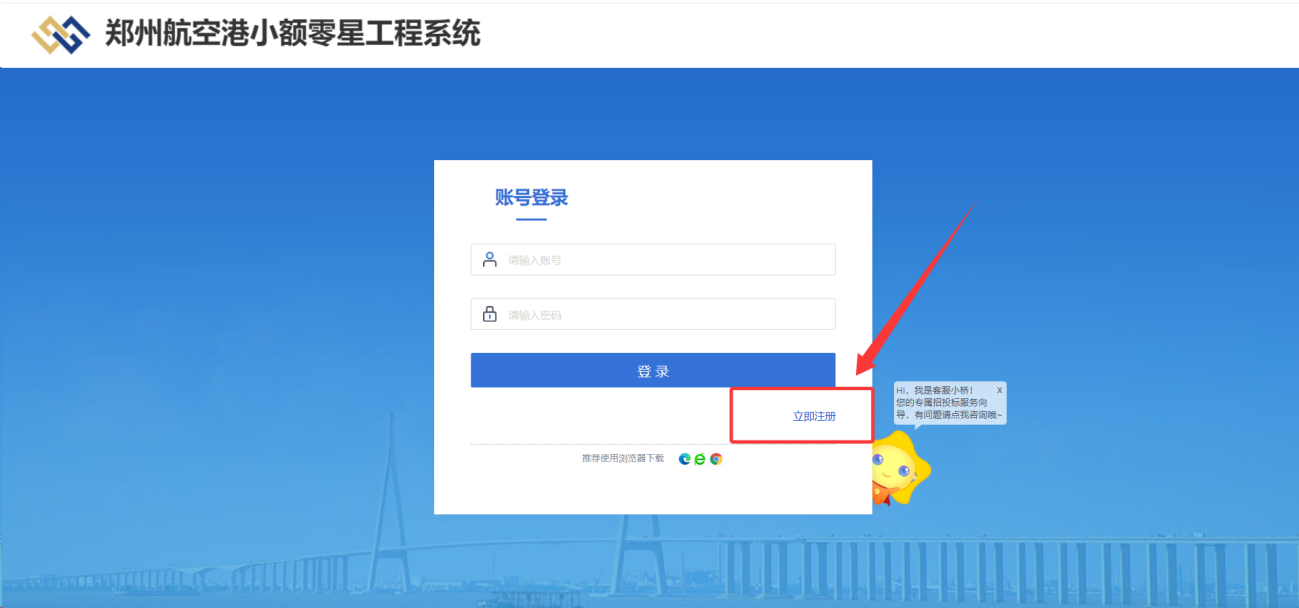 郑州航空港小额零星工程系统
账号登录
请输入账号
请输入密码
登 录
立即注册
推荐使用浏览器下载
HI，我是客服小桥！ x
您的专属招投标服务向
导，有问题请点我咨询哦~